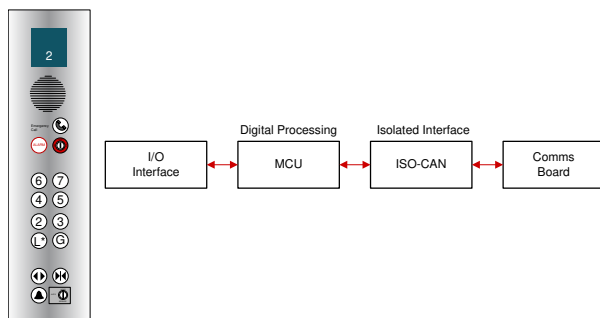 2
Emergency
Call
ALARM
6 7
4 5
2 3
L* G
Digital Processing
Isolated Interface
I/O
Interface
MCU
ISO-CAN
Comms
Board